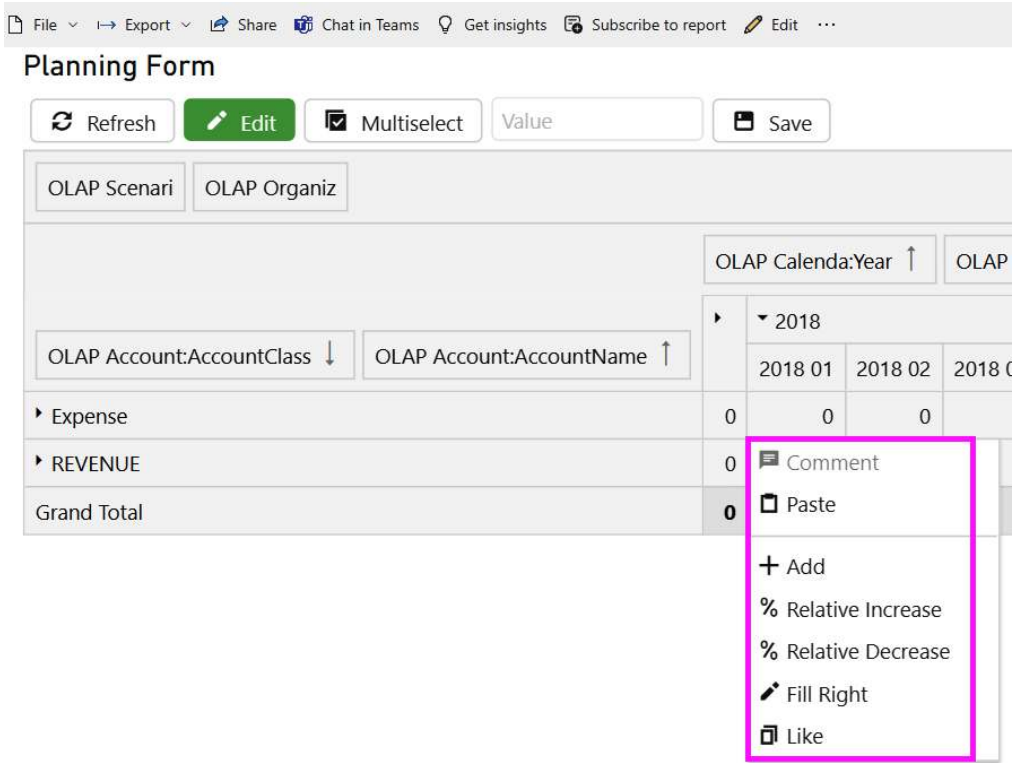 File Export Share Chat in Teams Get insights Subscribe to report Edit ...
Planning Form
Refresh Edit Multiselect Value Save
OLAP Scenari OLAP Organiz
OLAP Calenda:Year ↑ OLAP
2018
OLAP Account:AccountClass ↓ OLAP Account:AccountName ↑
2018 01 2018 02 2018 0
Expense 0 0 0
REVENUE 0
Comment
Paste
Grand Total 0
Add
% Relative Increase
% Relative Decrease
Fill Right
Like